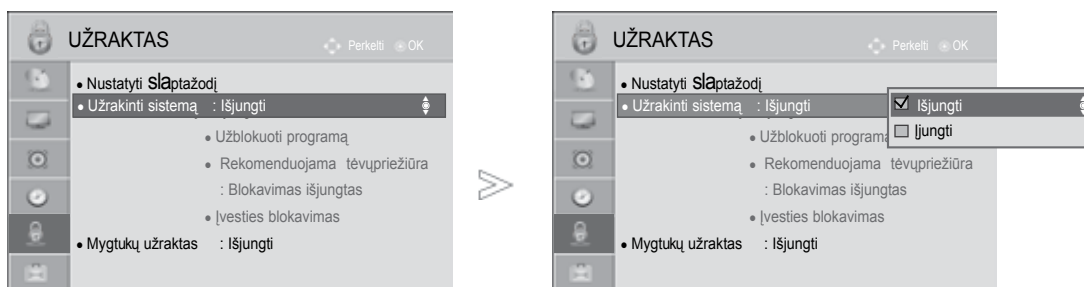 UŽRAKTAS
Perkelti OK
• Nustatyti Slaptažodį
• Užrakinti sistemą : Išjungti
• Užblokuoti programą
• Rekomenduojama tėvųpriežiūra
: Blokavimas išjungtas
• Įvesties blokavimas
• Mygtukų užraktas : Išjungti
UŽRAKTAS
Perkelti OK
• Nustatyti Slaptažodį
• Užrakinti sistemą : Išjungti
Išjungti
Įjungti
• Užblokuoti programą
• Rekomenduojama tėvųpriežiūra
: Blokavimas išjungtas
• Įvesties blokavimas
• Mygtukų užraktas : Išjungti